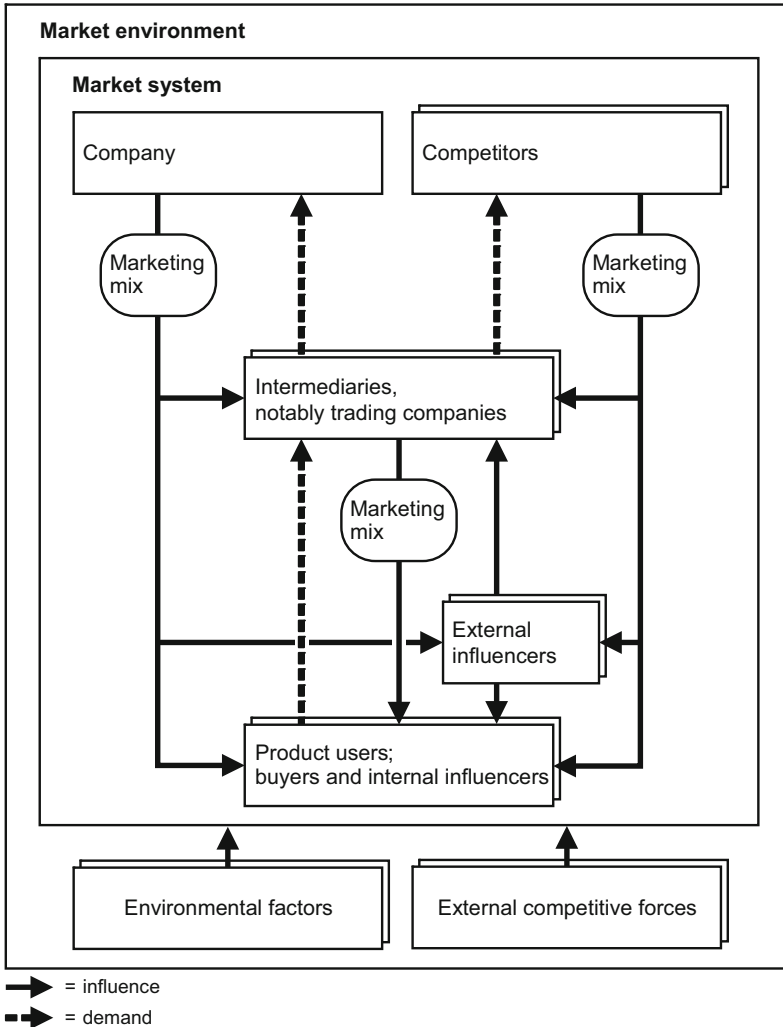 Market environment
Market system
Company
Competitors
Marketing
mix
Marketing
mix
Intermediaries,
notably trading companies
Marketing
mix
External
influencers
Product users;
buyers and internal influencers
Environmental factors
External competitive forces
= influence
= demand